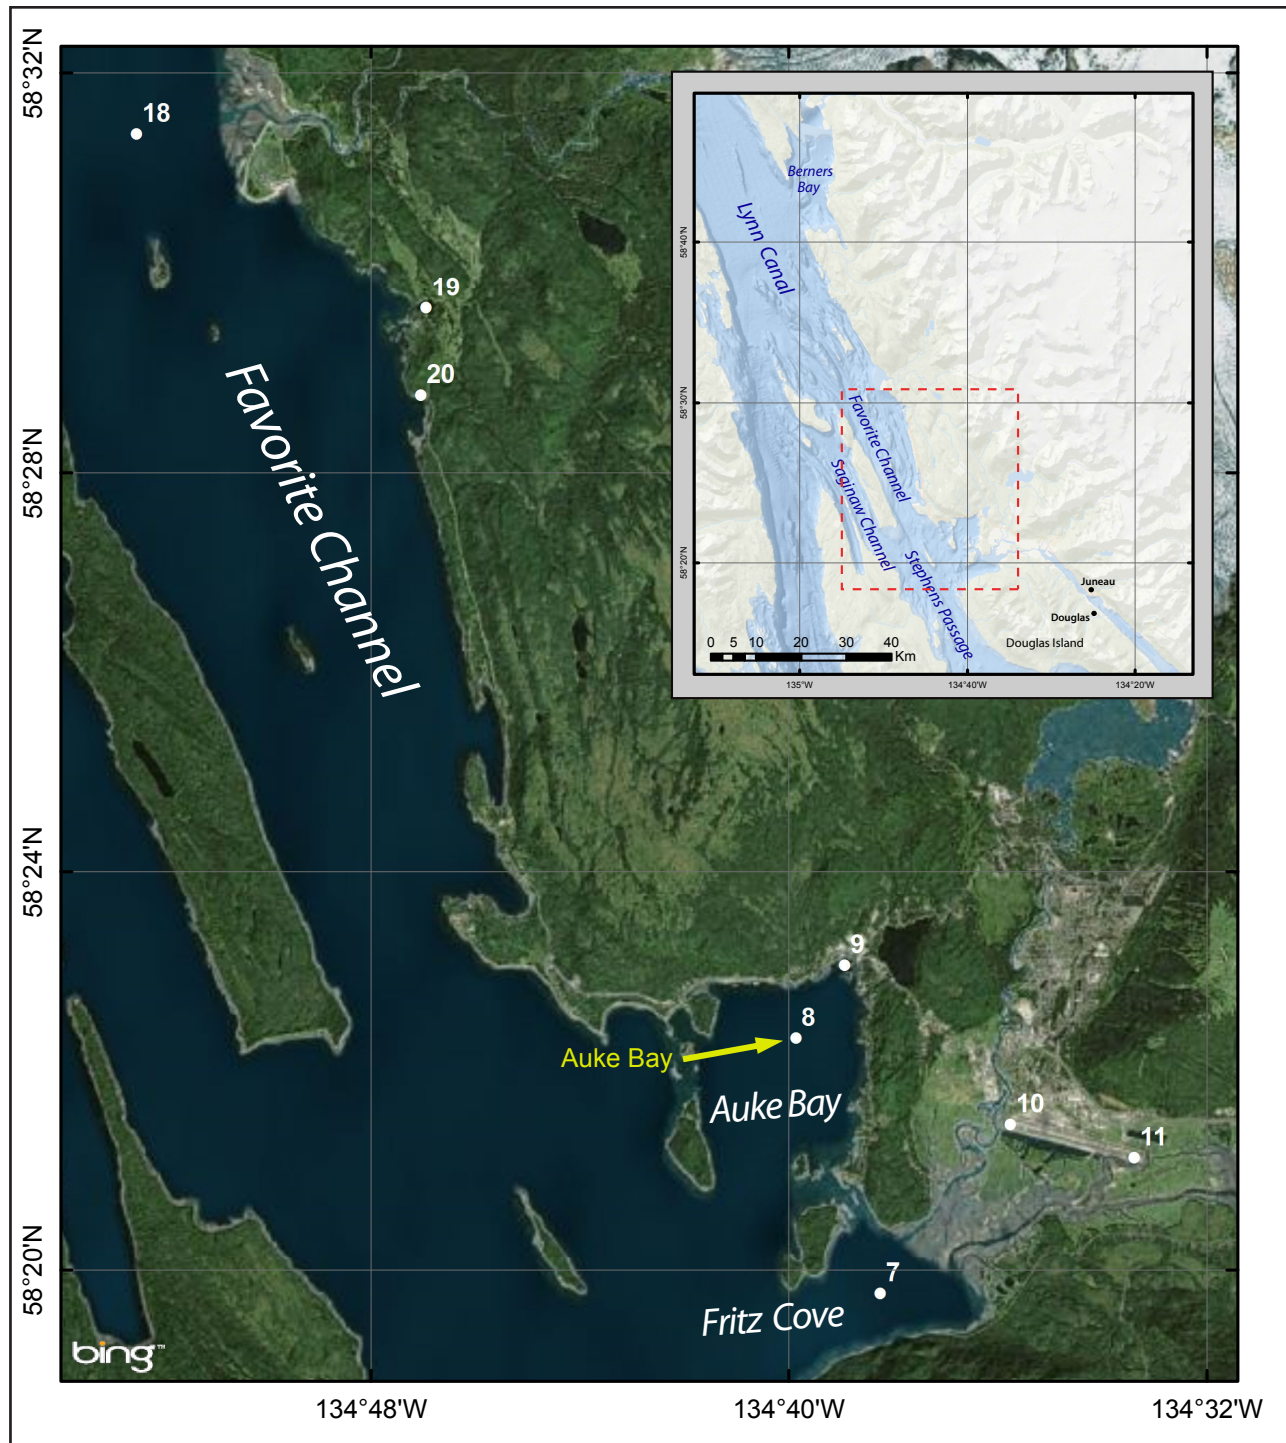 58°32'N
18
19
20
58°28'N
Favorite Channel
58°24'N
9
8
Auke Bay
Auke Bay
10
11
58°20'N
7
Fritz Cove
bing™
134°48'W
134°40'W
134°32'W
Berners
Bay
Lynn Canal
58°40'N
58°30'N
Favorite Channel
Saginaw Channel
58°20'N
Stephens Passage
Juneau
Douglas
Douglas Island
0 5 10 20 30 40
Km
135°W
134°40'W
134°20'W